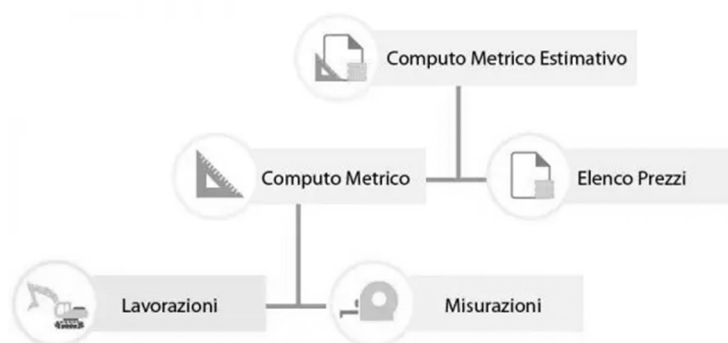 Computo Metrico Estimativo
Computo Metrico
Elenco Prezzi
Lavorazioni
Misurazioni